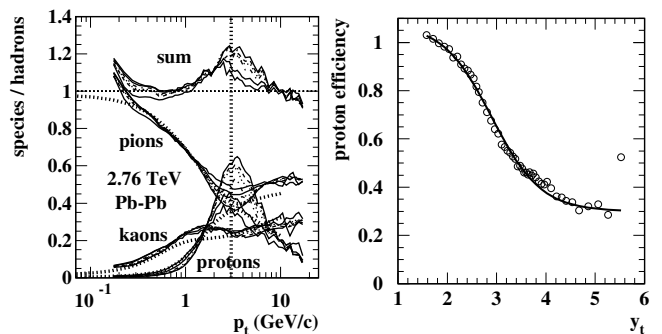 species / hadrons
1.4
1.2
1
0.8
0.6
0.4
0.2
0
sum
pions
2.76 TeV
Pb-Pb
kaons
protons
10⁻¹ 1 10
pₜ (GeV/c)
proton efficiency
1
0.8
0.6
0.4
0.2
0
1 2 3 4 5 6
yₜ